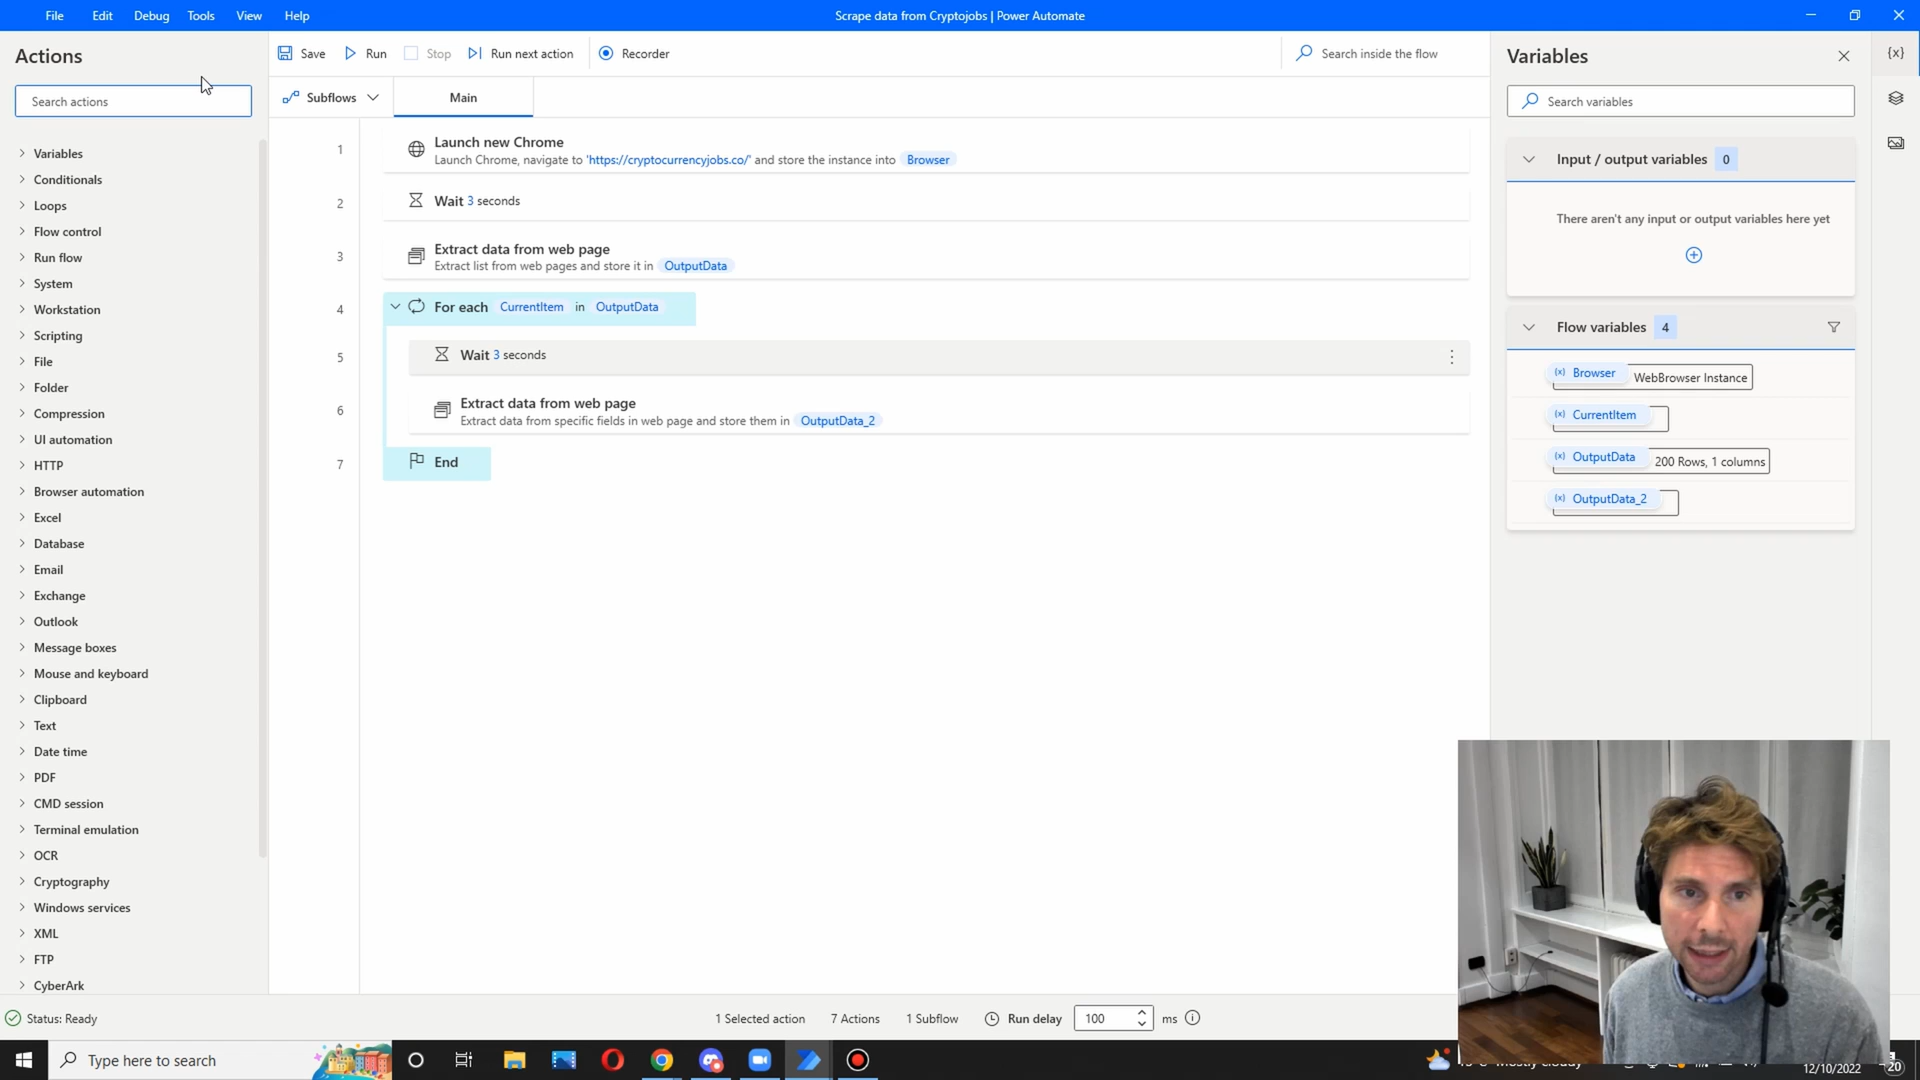 File Edit Debug Tools View Help
Scrape data from Cryptojobs | Power Automate
Actions
Search actions
Variables
Conditionals
Loops
Flow control
Run flow
System
Workstation
Scripting
File
Folder
Compression
UI automation
HTTP
Browser automation
Excel
Database
Email
Exchange
Outlook
Message boxes
Mouse and keyboard
Clipboard
Text
Date time
PDF
CMD session
Terminal emulation
OCR
Cryptography
Windows services
XML
FTP
CyberArk
Save Run Stop Run next action Recorder
Search inside the flow
Subflows Main
1 Launch new Chrome
Launch Chrome, navigate to 'https://cryptocurrencyjobs.co/' and store the instance into Browser
2 Wait 3 seconds
3 Extract data from web page
Extract list from web pages and store it in OutputData
4 For each CurrentItem in OutputData
5 Wait 3 seconds
6 Extract data from web page
Extract data from specific fields in web page and store them in OutputData_2
7 End
Variables
{x}
Search variables
Input / output variables 0
There aren't any input or output variables here yet
Flow variables 4
(x) Browser WebBrowser Instance
(x) CurrentItem
(x) OutputData 200 Rows, 1 columns
(x) OutputData_2
Status: Ready
1 Selected action 7 Actions 1 Subflow Run delay 100 ms
Type here to search
12/10/2022
20